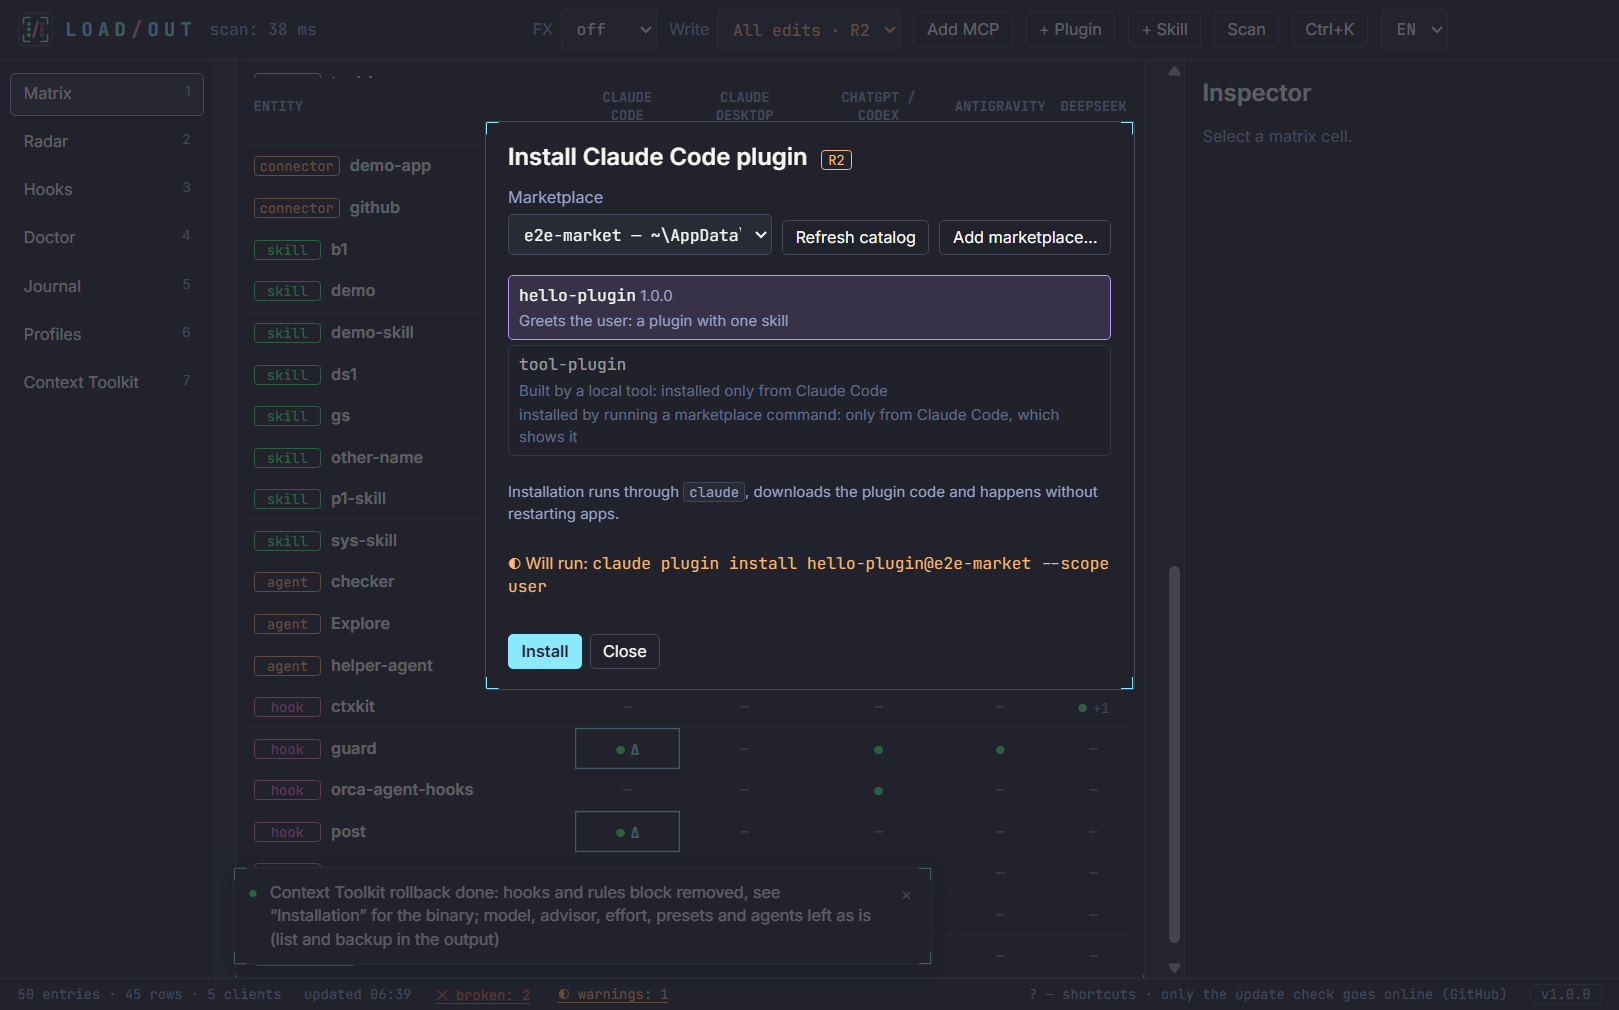 LOAD/OUT scan: 38 ms FX off Write All edits · R2 Add MCP + Plugin + Skill Scan Ctrl+K EN
Matrix 1
Radar 2
Hooks 3
Doctor 4
Journal 5
Profiles 6
Context Toolkit 7
ENTITY CLAUDE CODE CLAUDE DESKTOP CHATGPT / CODEX ANTIGRAVITY DEEPSEEK
connector demo-app
connector github
skill b1
skill demo
skill demo-skill
skill ds1
skill gs
skill other-name
skill p1-skill
skill sys-skill
agent checker
agent Explore
agent helper-agent
hook ctxkit — — — — ● +1
hook guard ● Δ — ● ● —
hook orca-agent-hooks — — ● — —
hook post ● Δ — — — —
Install Claude Code plugin R2
Marketplace
e2e-market — ~\AppData\ Refresh catalog Add marketplace...
hello-plugin 1.0.0
Greets the user: a plugin with one skill
tool-plugin
Built by a local tool: installed only from Claude Code
installed by running a marketplace command: only from Claude Code, which
shows it
Installation runs through claude, downloads the plugin code and happens without
restarting apps.
◐ Will run: claude plugin install hello-plugin@e2e-market --scope
user
Install Close
Context Toolkit rollback done: hooks and rules block removed, see ×
“Installation” for the binary; model, advisor, effort, presets and agents left as is
(list and backup in the output)
Inspector
Select a matrix cell.
50 entries · 45 rows · 5 clients updated 06:39 ✕ broken: 2 ◐ warnings: 1 ? — shortcuts · only the update check goes online (GitHub) v1.0.0